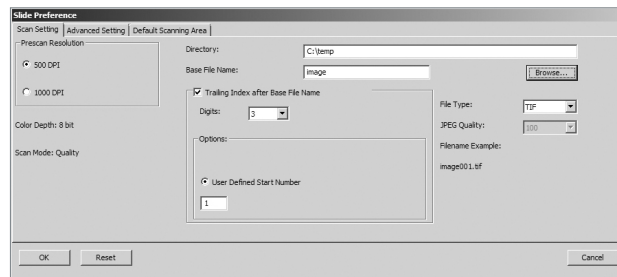 Slide Preference
Scan Setting
Advanced Setting
Default Scanning Area
Prescan Resolution
500 DPI
1000 DPI
Color Depth: 8 bit
Scan Mode: Quality
Directory:
C:\temp
Base File Name:
image
Browse...
Trailing Index after Base File Name
Digits:
3
Options:
User Defined Start Number
1
File Type:
TIF
JPEG Quality:
100
Filename Example:
image001.tif
OK
Reset
Cancel